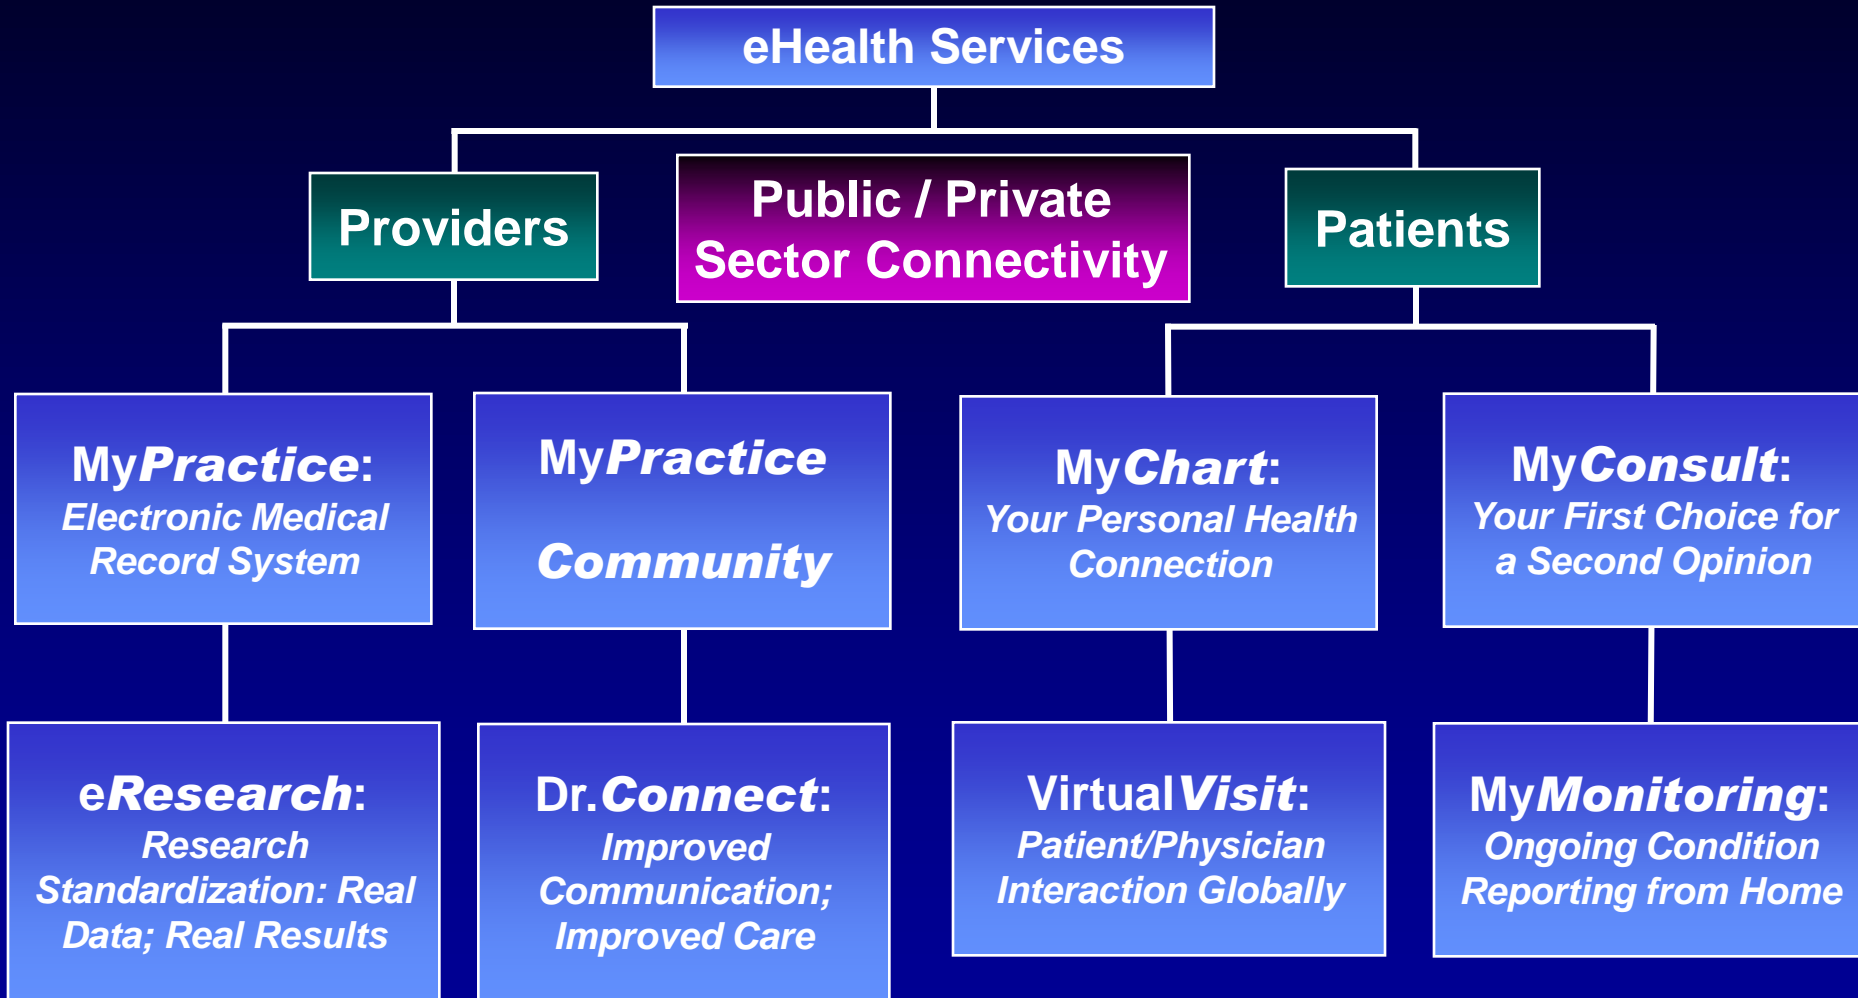 eHealth Services
Providers
Public / Private
Sector Connectivity
Patients
MyPractice:
Electronic Medical
Record System
MyPractice
Community
MyChart:
Your Personal Health
Connection
MyConsult:
Your First Choice for
a Second Opinion
eResearch:
Research
Standardization: Real
Data; Real Results
Dr.Connect:
Improved
Communication;
Improved Care
VirtualVisit:
Patient/Physician
Interaction Globally
MyMonitoring:
Ongoing Condition
Reporting from Home